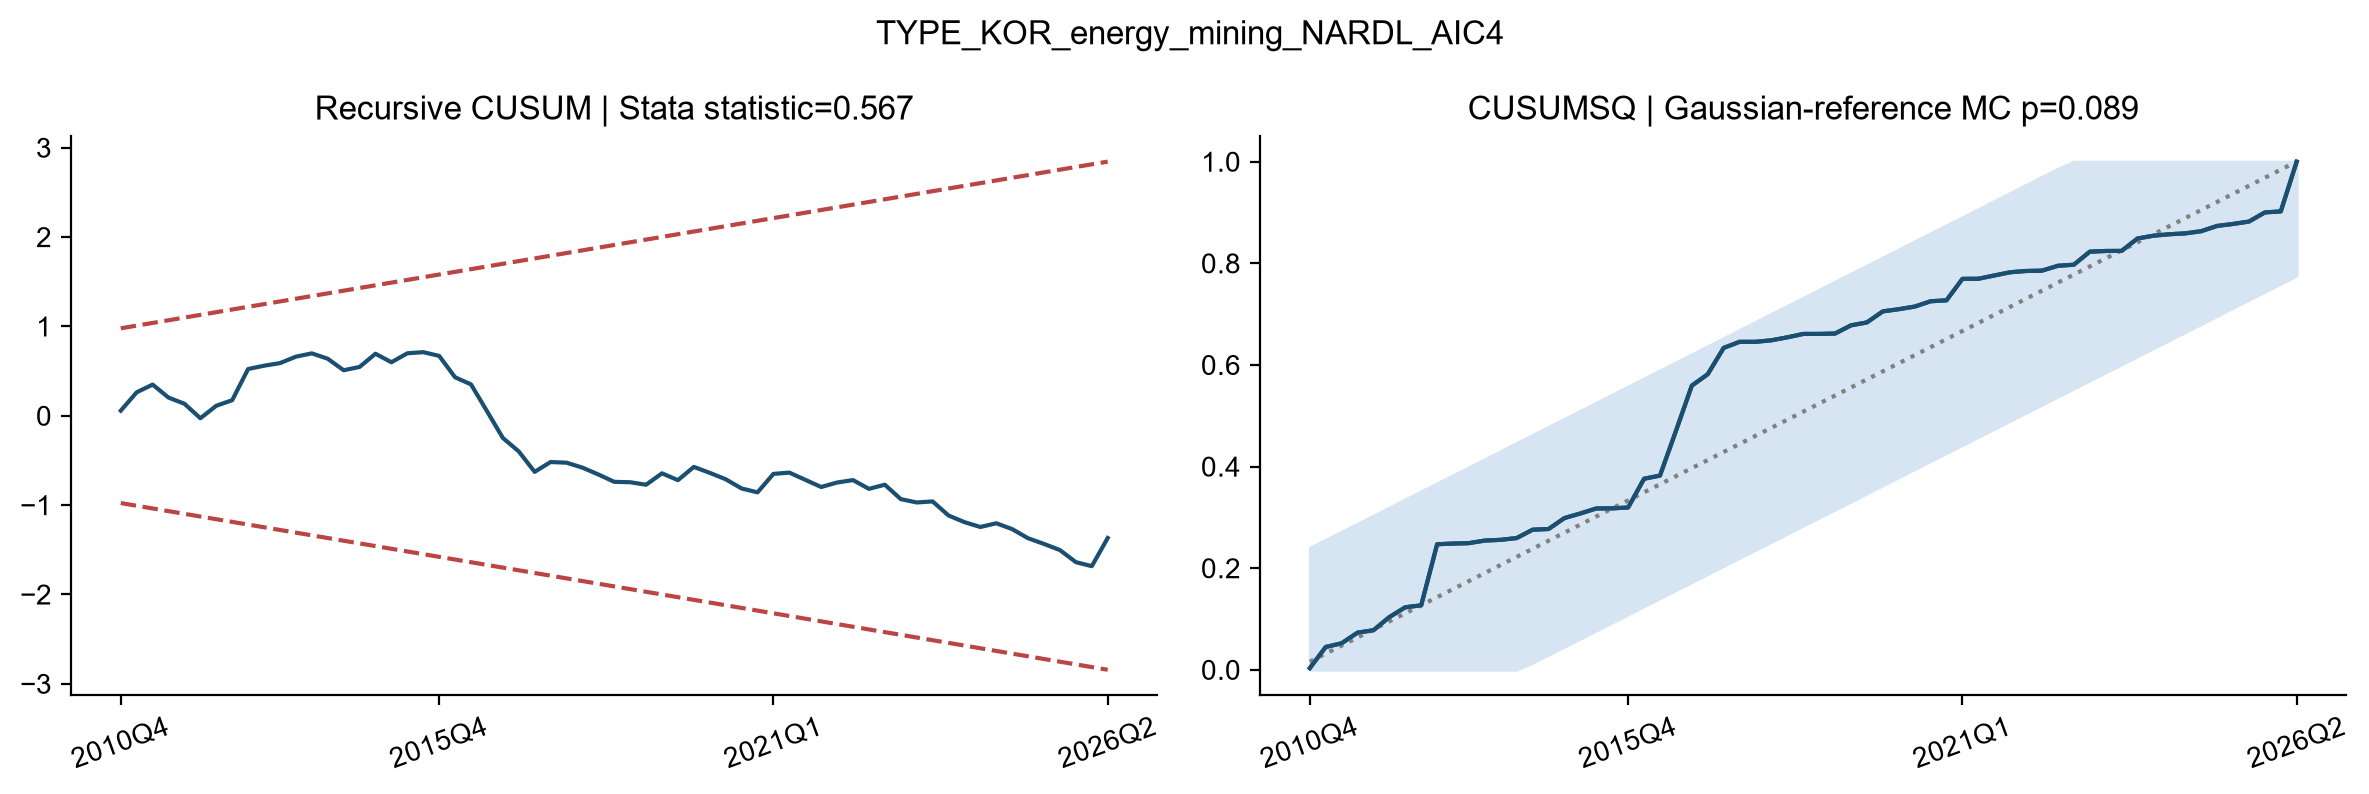 TYPE_KOR_energy_mining_NARDL_AIC4
Recursive CUSUM | Stata statistic=0.567
3
2
1
0
−1
−2
−3
2010Q4
2015Q4
2021Q1
2026Q2
CUSUMSQ | Gaussian-reference MC p=0.089
1.0
0.8
0.6
0.4
0.2
0.0
2010Q4
2015Q4
2021Q1
2026Q2